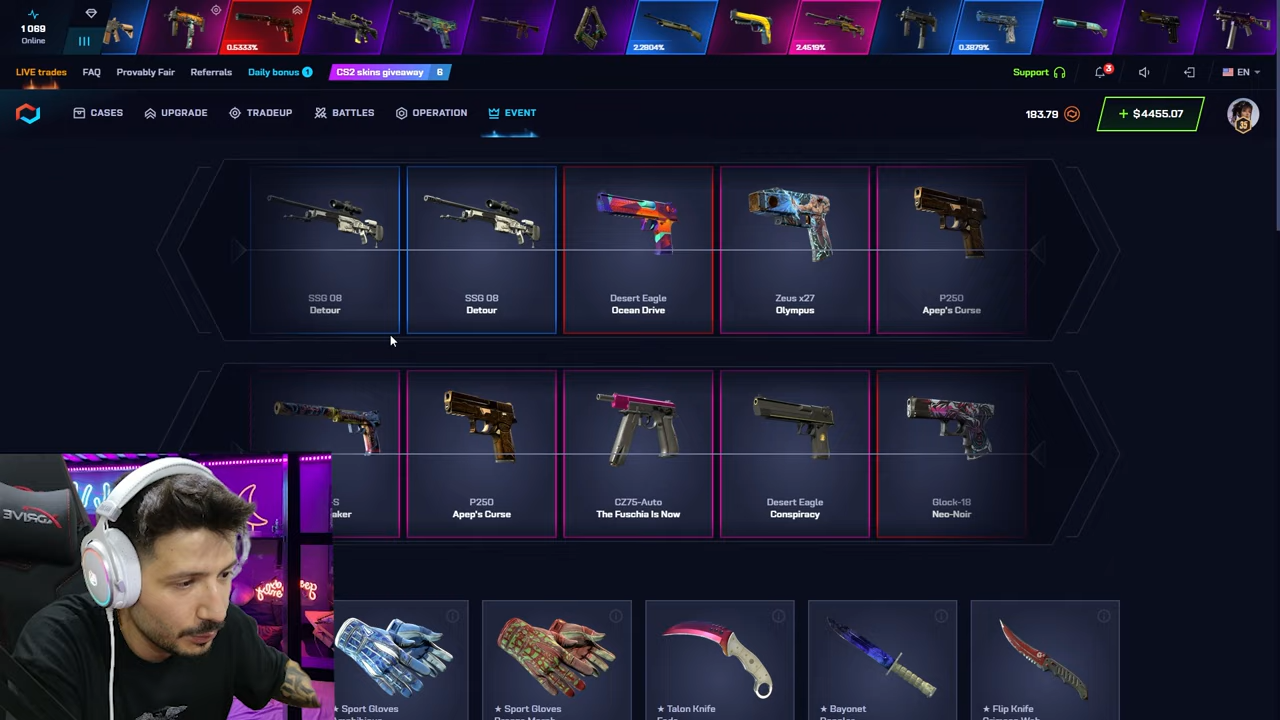 1 069
Online
0.5333%
2.2804%
2.4519%
0.3879%
LIVE trades
FAQ
Provably Fair
Referrals
Daily bonus 1
CS2 skins giveaway 6
Support
3
EN
CASES
UPGRADE
TRADEUP
BATTLES
OPERATION
EVENT
183.79
+ $4455.07
35
SSG 08
Detour
SSG 08
Detour
Desert Eagle
Ocean Drive
Zeus x27
Olympus
P250
Apep's Curse
-S
aker
P250
Apep's Curse
CZ75-Auto
The Fuschia Is Now
Desert Eagle
Conspiracy
Glock-18
Neo-Noir
★ Sport Gloves
★ Sport Gloves
★ Talon Knife
★ Bayonet
★ Flip Knife